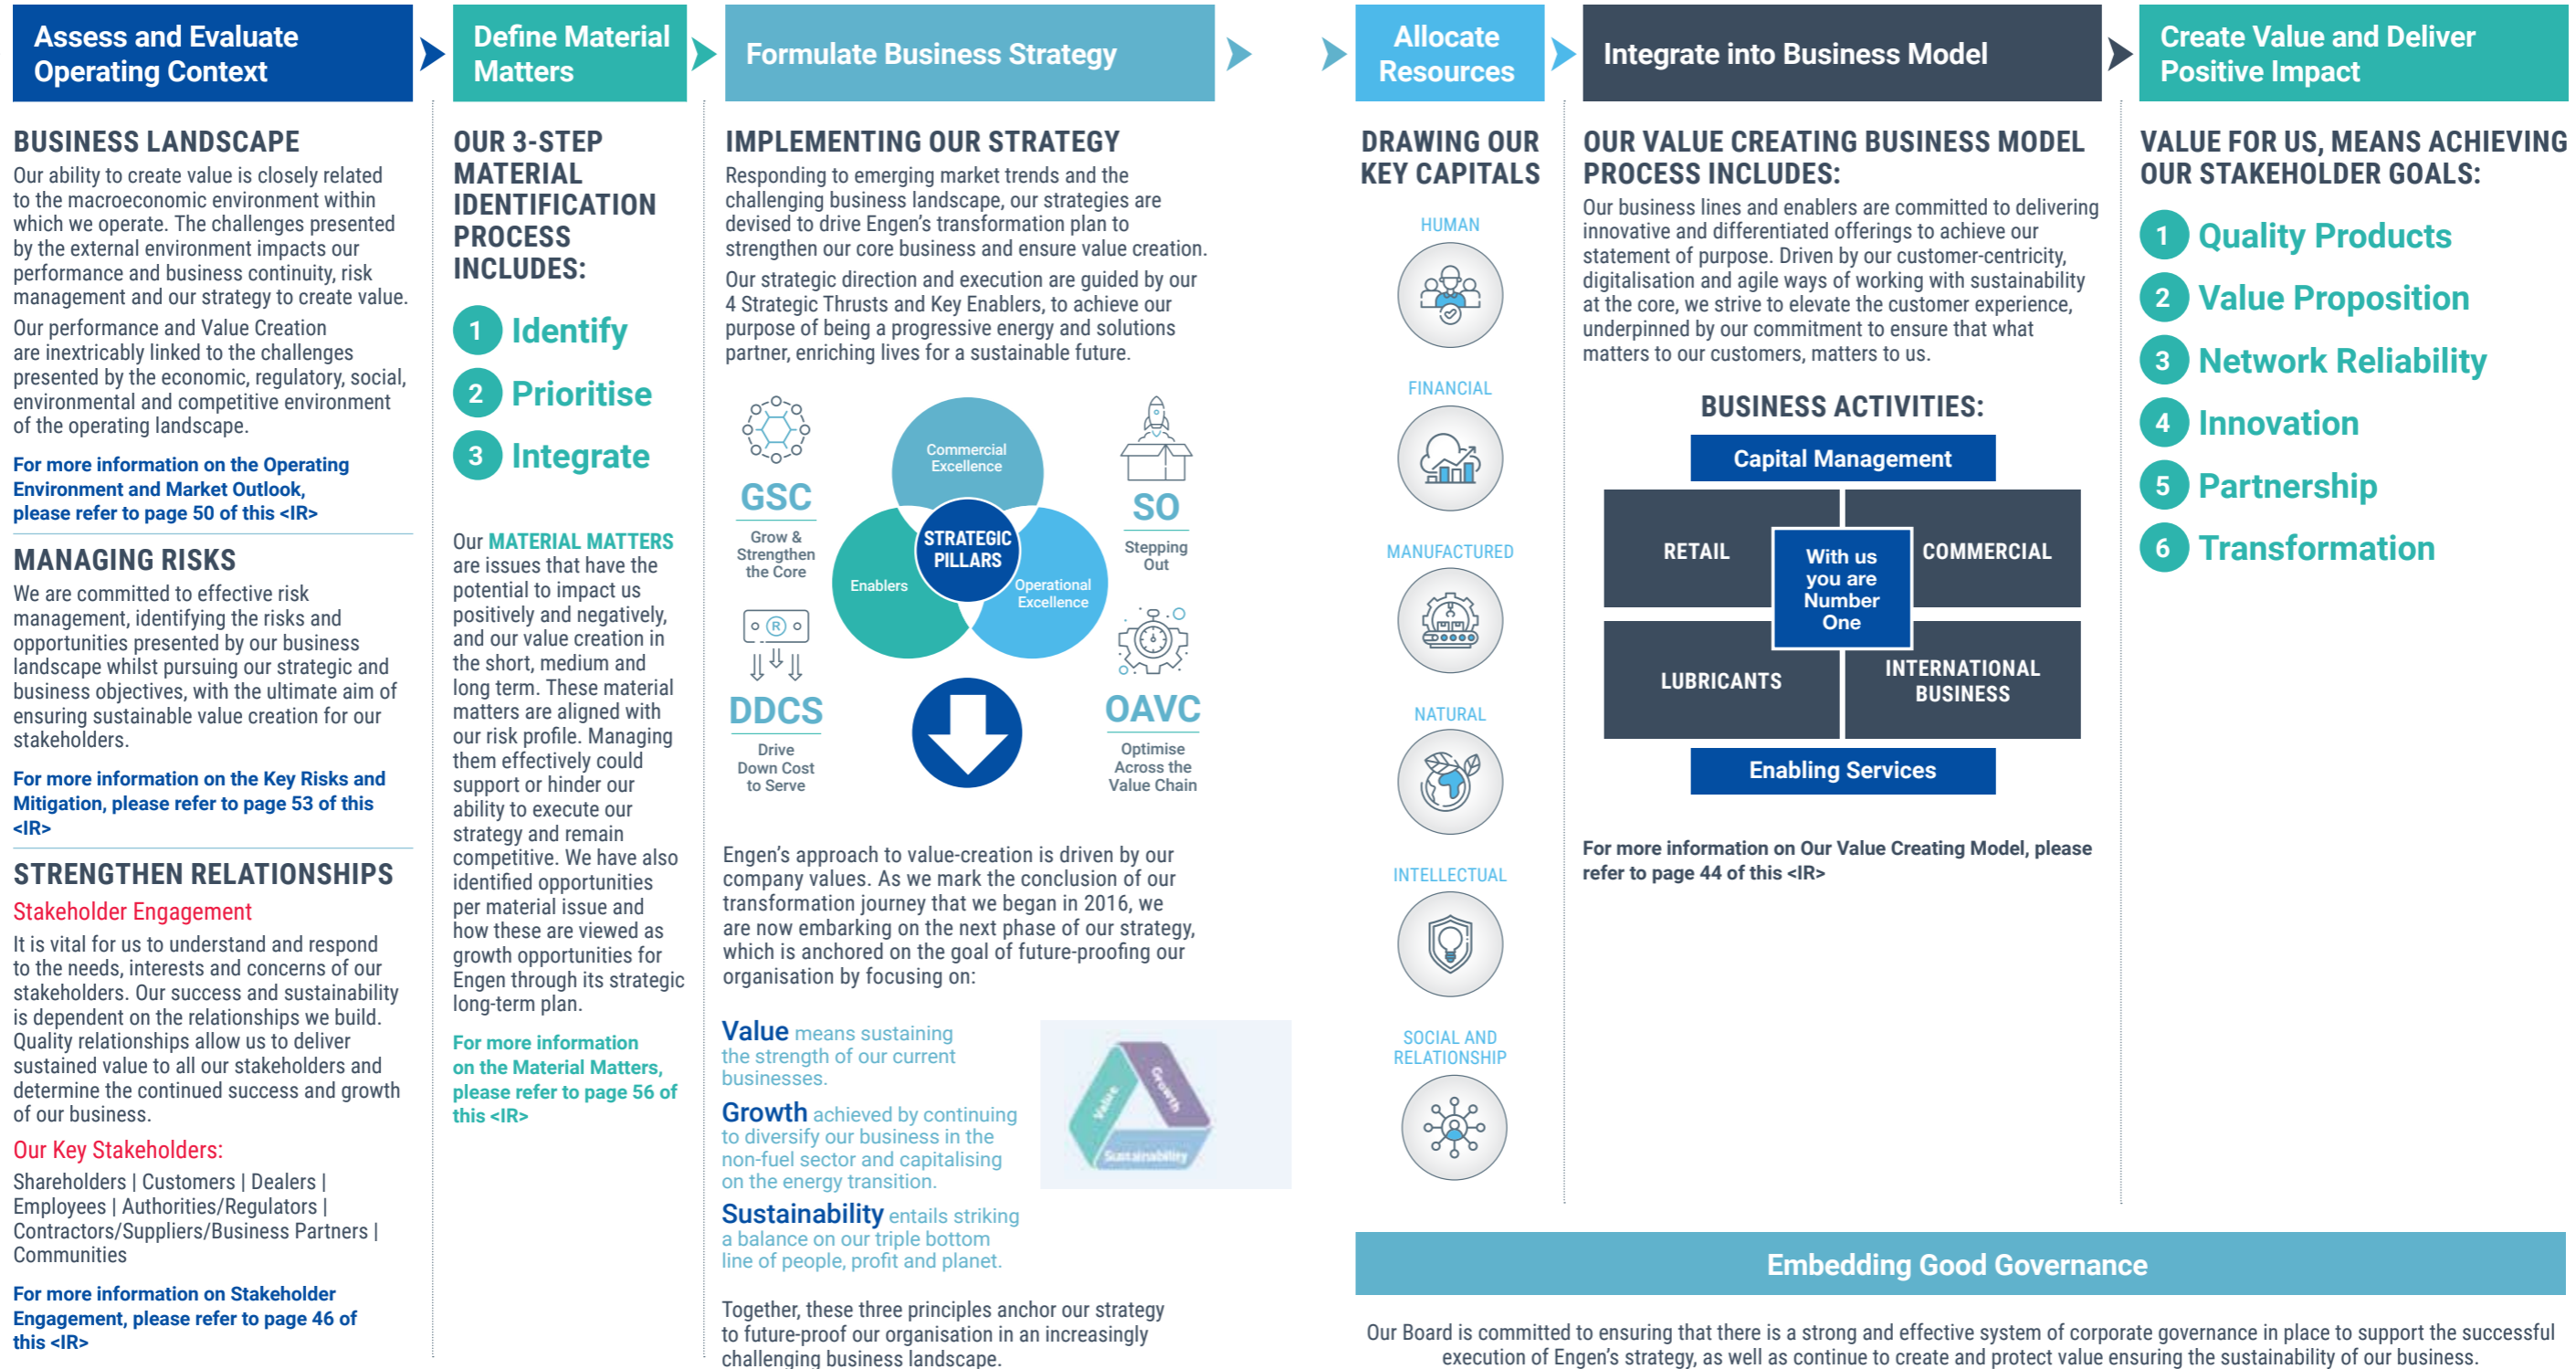 Assess and Evaluate
Operating Context
BUSINESS LANDSCAPE
Our ability to create value is closely related
to the macroeconomic environment within
which we operate. The challenges presented
by the external environment impacts our
performance and business continuity, risk
management and our strategy to create value.
Our performance and Value Creation
are inextricably linked to the challenges
presented by the economic, regulatory, social,
environmental and competitive environment
of the operating landscape.
For more information on the Operating
Environment and Market Outlook,
please refer to page 50 of this <IR>
MANAGING RISKS
We are committed to effective risk
management, identifying the risks and
opportunities presented by our business
landscape whilst pursuing our strategic and
business objectives, with the ultimate aim of
ensuring sustainable value creation for our
stakeholders.
For more information on the Key Risks and
Mitigation, please refer to page 53 of this
<IR>
STRENGTHEN RELATIONSHIPS
Stakeholder Engagement
It is vital for us to understand and respond
to the needs, interests and concerns of our
stakeholders. Our success and sustainability
is dependent on the relationships we build.
Quality relationships allow us to deliver
sustained value to all our stakeholders and
determine the continued success and growth
of our business.
Our Key Stakeholders:
Shareholders | Customers | Dealers |
Employees | Authorities/Regulators |
Contractors/Suppliers/Business Partners |
Communities
For more information on Stakeholder
Engagement, please refer to page 46 of
this <IR>
Define Material
Matters
OUR 3-STEP
MATERIAL
IDENTIFICATION
PROCESS
INCLUDES:
1 Identify
2 Prioritise
3 Integrate
Our MATERIAL MATTERS
are issues that have the
potential to impact us
positively and negatively,
and our value creation in
the short, medium and
long term. These material
matters are aligned with
our risk profile. Managing
them effectively could
support or hinder our
ability to execute our
strategy and remain
competitive. We have also
identified opportunities
per material issue and
how these are viewed as
growth opportunities for
Engen through its strategic
long-term plan.
For more information
on the Material Matters,
please refer to page 56 of
this <IR>
Formulate Business Strategy
IMPLEMENTING OUR STRATEGY
Responding to emerging market trends and the
challenging business landscape, our strategies are
devised to drive Engen's transformation plan to
strengthen our core business and ensure value creation.
Our strategic direction and execution are guided by our
4 Strategic Thrusts and Key Enablers, to achieve our
purpose of being a progressive energy and solutions
partner, enriching lives for a sustainable future.
GSC
Grow &
Strengthen
the Core
R
DDCS
Drive
Down Cost
to Serve
Commercial
Excellence
STRATEGIC
PILLARS
Enablers
Operational
Excellence
SO
Stepping
Out
OAVC
Optimise
Across the
Value Chain
Engen's approach to value-creation is driven by our
company values. As we mark the conclusion of our
transformation journey that we began in 2016, we
are now embarking on the next phase of our strategy,
which is anchored on the goal of future-proofing our
organisation by focusing on:
Value means sustaining
the strength of our current
businesses.
Growth achieved by continuing
to diversify our business in the
non-fuel sector and capitalising
on the energy transition.
Sustainability entails striking
a balance on our triple bottom
line of people, profit and planet.
Value
Growth
Sustainability
Together, these three principles anchor our strategy
to future-proof our organisation in an increasingly
challenging business landscape.
Allocate
Resources
DRAWING OUR
KEY CAPITALS
HUMAN
FINANCIAL
MANUFACTURED
NATURAL
INTELLECTUAL
SOCIAL AND
RELATIONSHIP
Integrate into Business Model
OUR VALUE CREATING BUSINESS MODEL
PROCESS INCLUDES:
Our business lines and enablers are committed to delivering
innovative and differentiated offerings to achieve our
statement of purpose. Driven by our customer-centricity,
digitalisation and agile ways of working with sustainability
at the core, we strive to elevate the customer experience,
underpinned by our commitment to ensure that what
matters to our customers, matters to us.
BUSINESS ACTIVITIES:
Capital Management
RETAIL
COMMERCIAL
With us
you are
Number
One
LUBRICANTS
INTERNATIONAL
BUSINESS
Enabling Services
For more information on Our Value Creating Model, please
refer to page 44 of this <IR>
Create Value and Deliver
Positive Impact
VALUE FOR US, MEANS ACHIEVING
OUR STAKEHOLDER GOALS:
1 Quality Products
2 Value Proposition
3 Network Reliability
4 Innovation
5 Partnership
6 Transformation
Embedding Good Governance
Our Board is committed to ensuring that there is a strong and effective system of corporate governance in place to support the successful
execution of Engen's strategy, as well as continue to create and protect value ensuring the sustainability of our business.